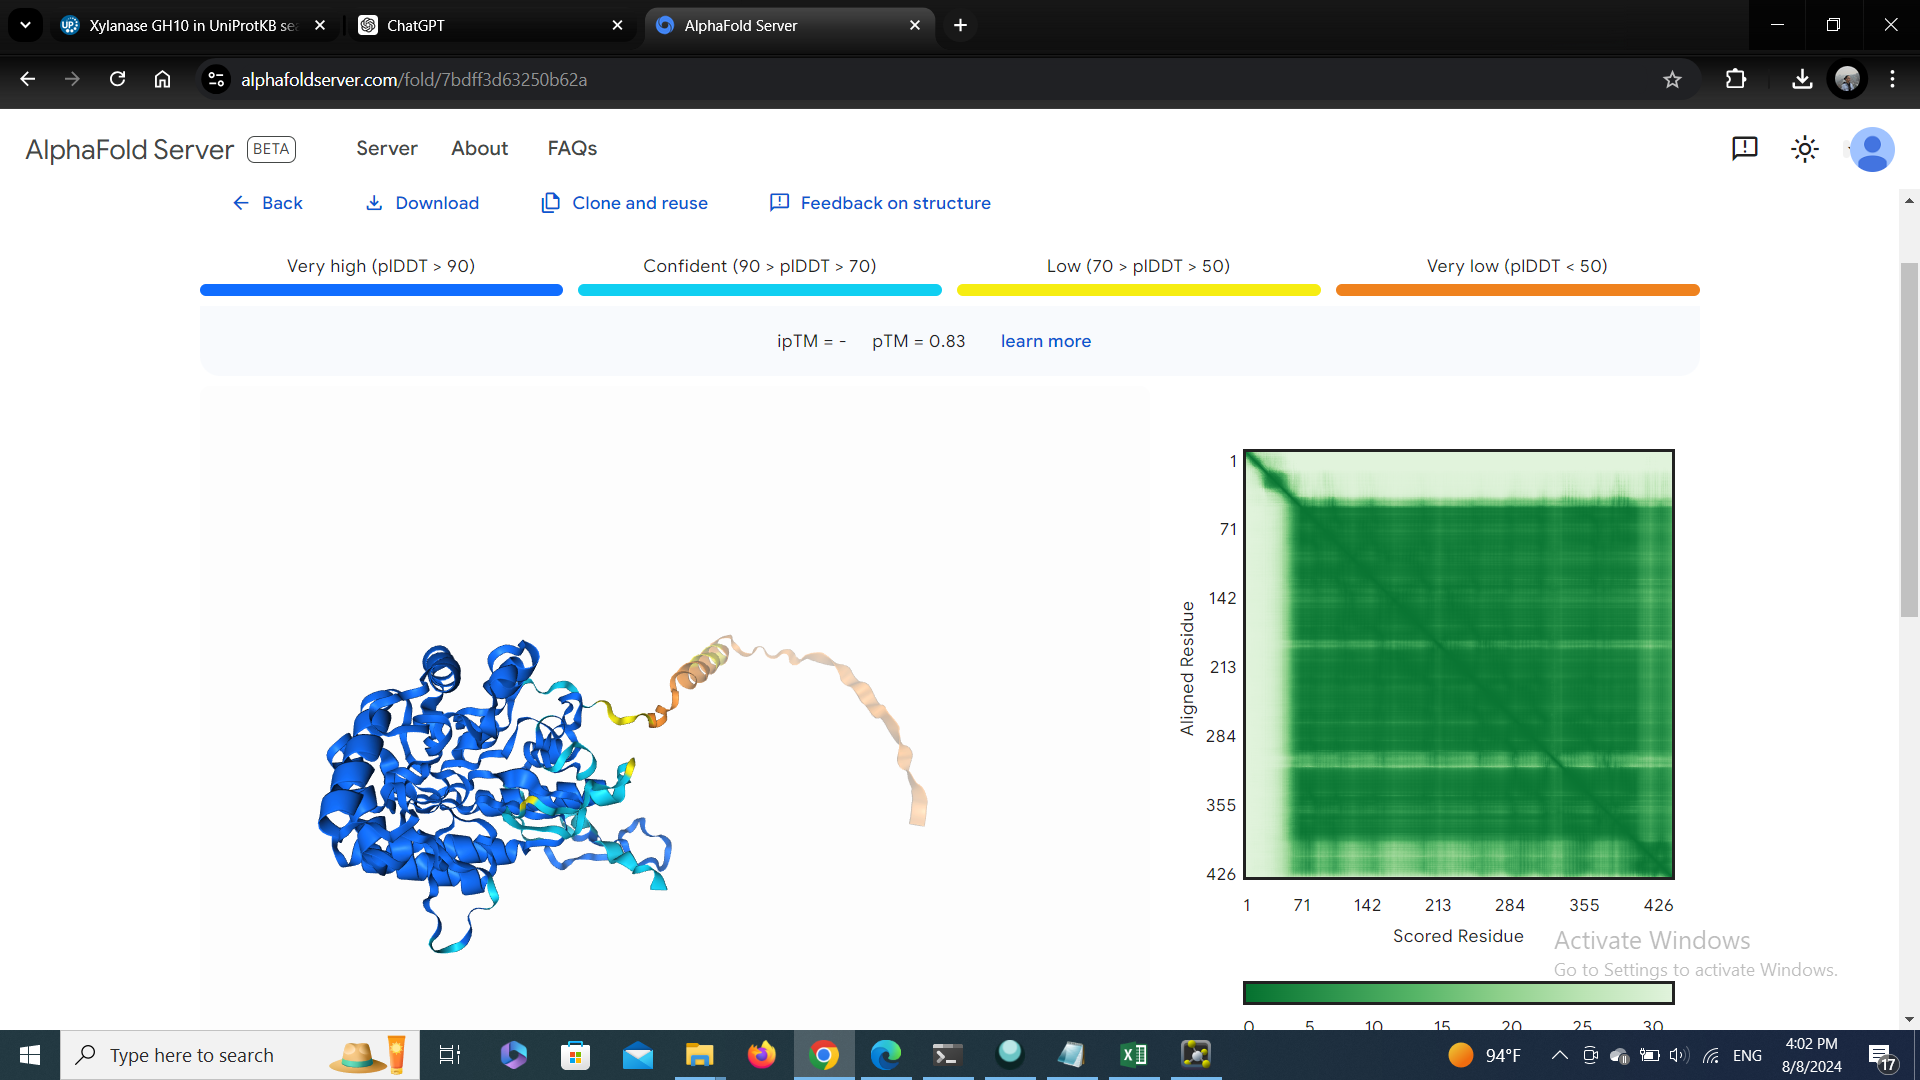 Xylanase GH10 in UniProtKB se
ChatGPT
AlphaFold Server
alphafoldserver.com/fold/7bdff3d63250b62a
AlphaFold Server BETA Server About FAQs
Back Download Clone and reuse Feedback on structure
Very high (plDDT > 90) Confident (90 > plDDT > 70) Low (70 > plDDT > 50) Very low (plDDT < 50)
ipTM = - pTM = 0.83 learn more
1
71
142
213
284
355
426
Aligned Residue
1 71 142 213 284 355 426
Scored Residue
Activate Windows
Go to Settings to activate Windows.
0 5 10 15 20 25 30
Type here to search
94°F
ENG
4:02 PM
8/8/2024
17